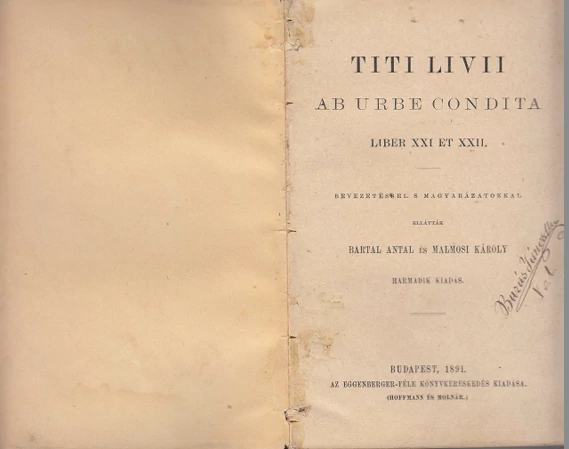 TITI LIVII
AB URBE CONDITA
LIBER XXI ET XXII.
BEVEZETÉSSEL S MAGYARÁZATOKKAL
ELLÁTTÁK
BARTAL ANTAL ÉS MALMOSI KÁROLY
HARMADIK KIADÁS.
BUDAPEST, 1891.
AZ EGGENBERGER-FÉLE KÖNYVKERESKEDÉS KIADASA.
(HOFFMANN ÉS MOLNÁR.)